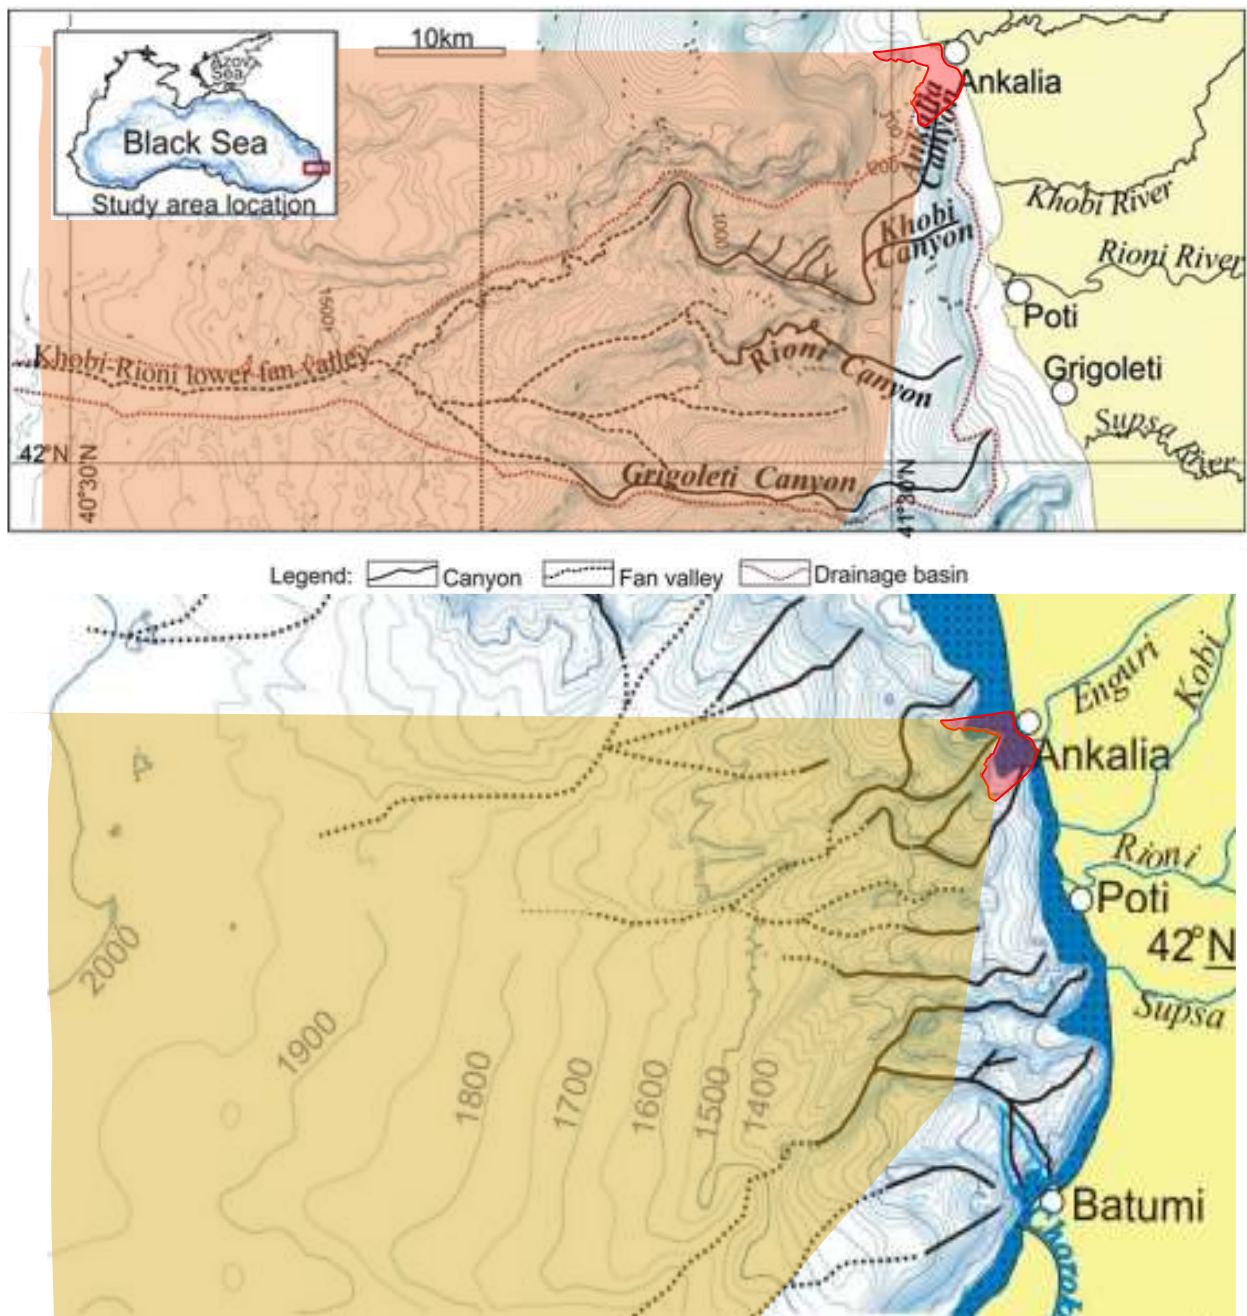 10km
Azov
Sea
Black Sea
Study area location
Ankalia
Ankalia
Canyon
500
1000
1500
Khobi
Canyon
Khobi River
Rioni River
Poti
Grigoleti
Supsa River
Rioni Canyon
Khobi-Rioni lower fan valley
Grigoleti Canyon
42°N
40°30'N
41°30'N
Legend: Canyon Fan valley Drainage basin
Enguri
Kobi
Ankalia
Rioni
Poti
42°N
Supsa
2000
1900
1800
1700
1600
1500
1400
Batumi